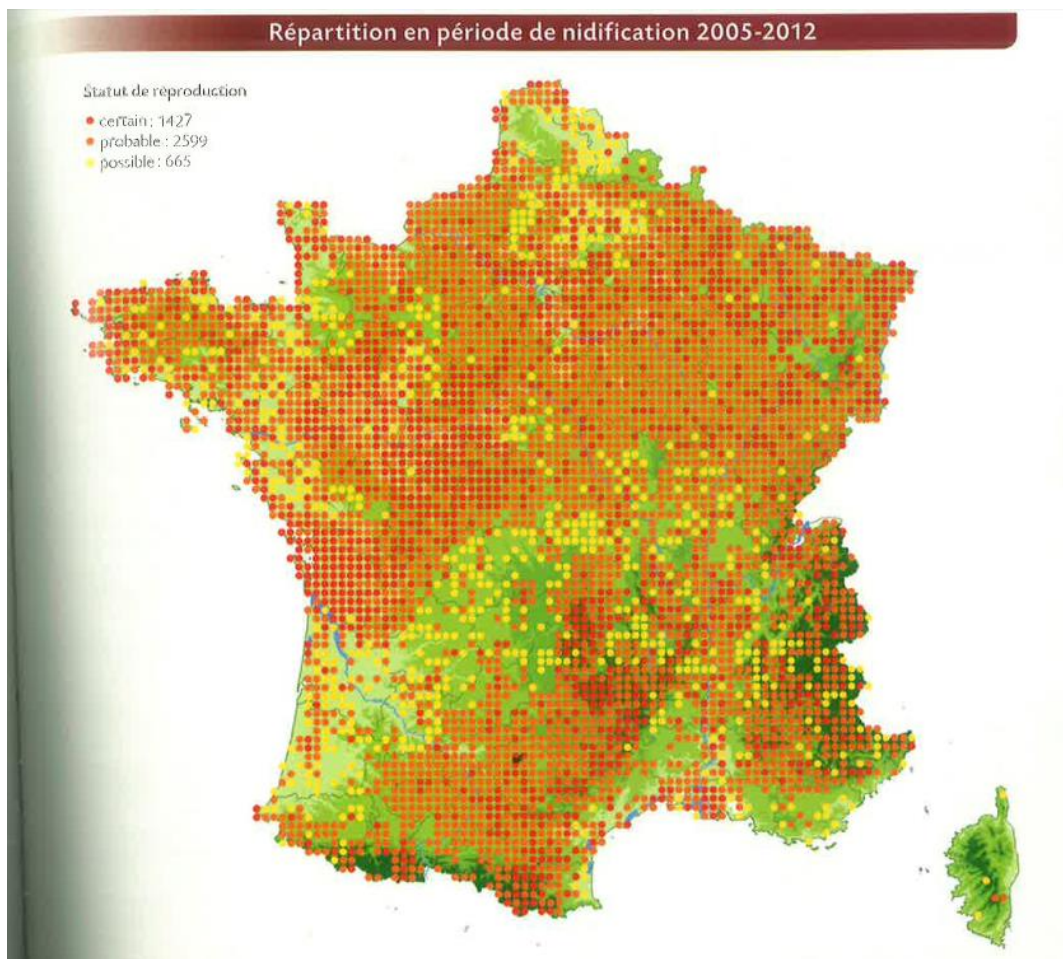 Répartition en période de nidification 2005-2012
Statut de reproduction
certain : 1427
probable : 2599
possible : 665